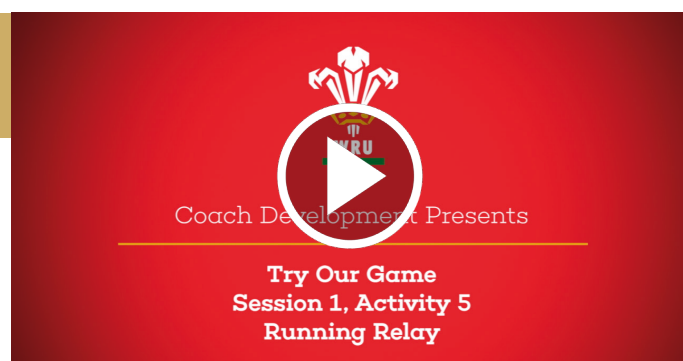 WRU
Coach Development Presents
Try Our Game
Session 1, Activity 5
Running Relay